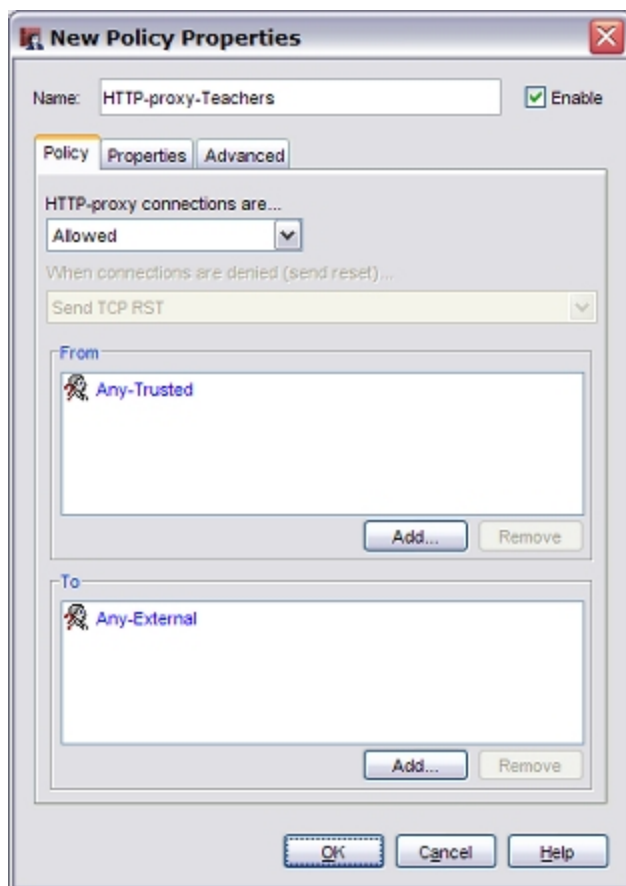 New Policy Properties
Name: HTTP-proxy-Teachers Enable
Policy Properties Advanced
HTTP-proxy connections are...
Allowed
When connections are denied (send reset)...
Send TCP RST
From
Any-Trusted
Add... Remove
To
Any-External
Add... Remove
OK Cancel Help